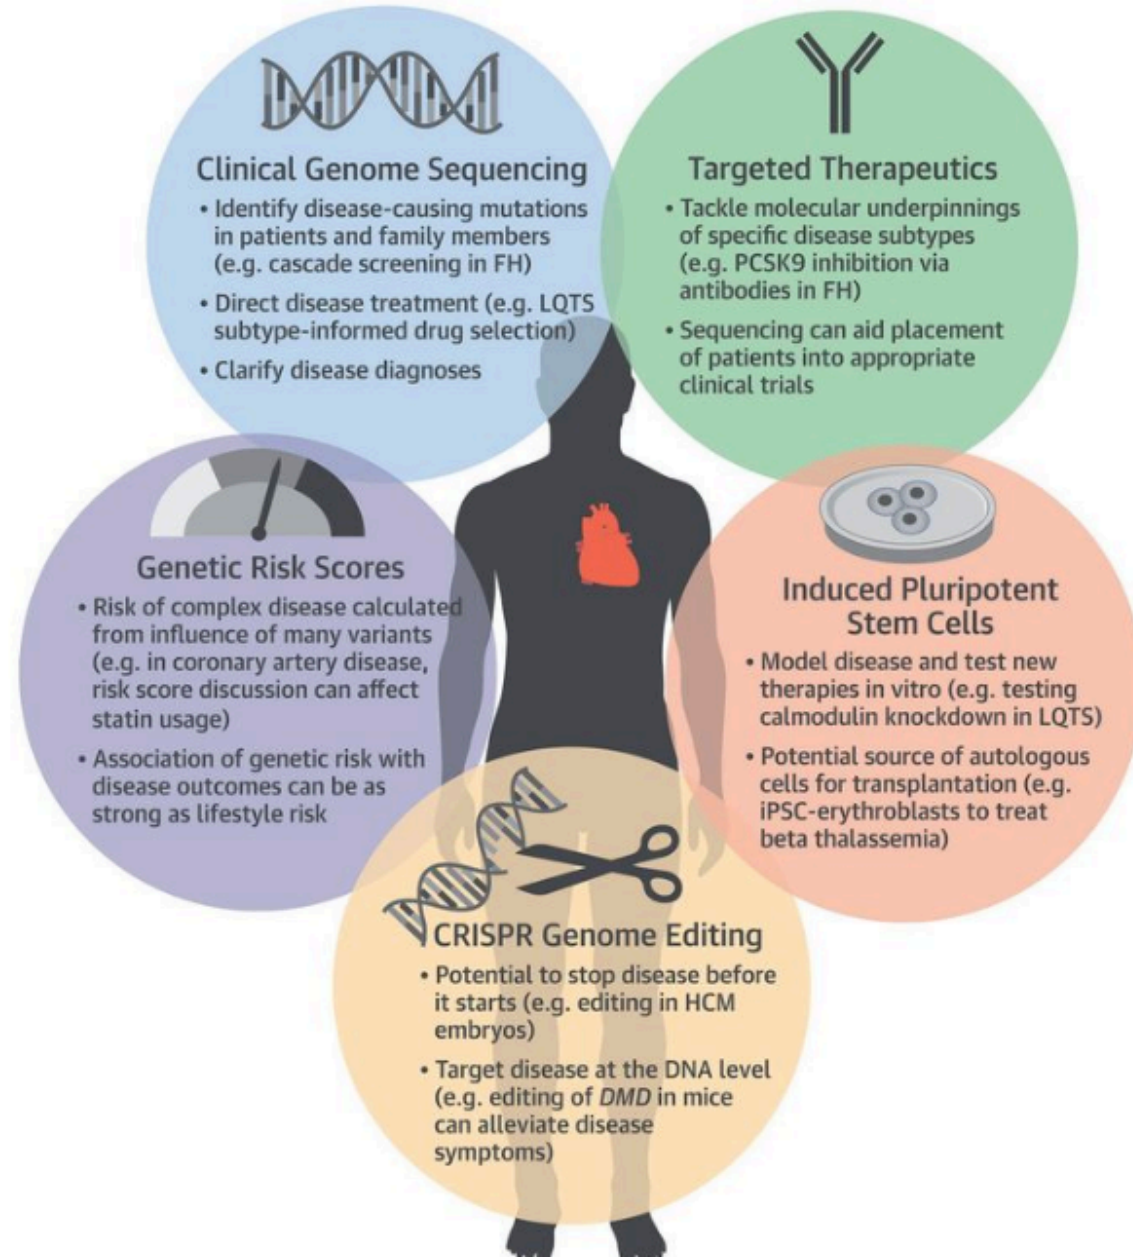 Clinical Genome Sequencing
• Identify disease-causing mutations
in patients and family members
(e.g. cascade screening in FH)
• Direct disease treatment (e.g. LQTS
subtype-informed drug selection)
• Clarify disease diagnoses
Targeted Therapeutics
• Tackle molecular underpinnings
of specific disease subtypes
(e.g. PCSK9 inhibition via
antibodies in FH)
• Sequencing can aid placement
of patients into appropriate
clinical trials
Genetic Risk Scores
• Risk of complex disease calculated
from influence of many variants
(e.g. in coronary artery disease,
risk score discussion can affect
statin usage)
• Association of genetic risk with
disease outcomes can be as
strong as lifestyle risk
Induced Pluripotent
Stem Cells
• Model disease and test new
therapies in vitro (e.g. testing
calmodulin knockdown in LQTS)
• Potential source of autologous
cells for transplantation (e.g.
iPSC-erythroblasts to treat
beta thalassemia)
CRISPR Genome Editing
• Potential to stop disease before
it starts (e.g. editing in HCM
embryos)
• Target disease at the DNA level
(e.g. editing of DMD in mice
can alleviate disease
symptoms)